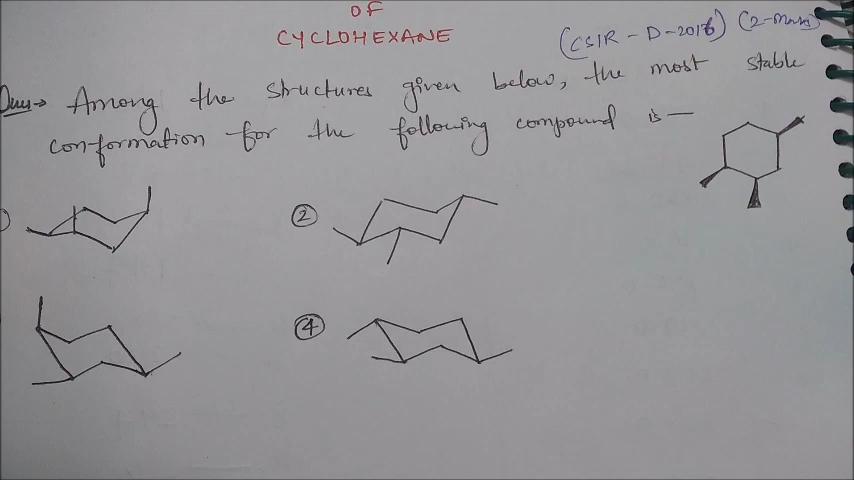 OF
CYCLOHEXANE
(CSIR - D-2016) (2-mark)
Ques→ Among the structures given below, the most stable
conformation for the following compound is —
②
④